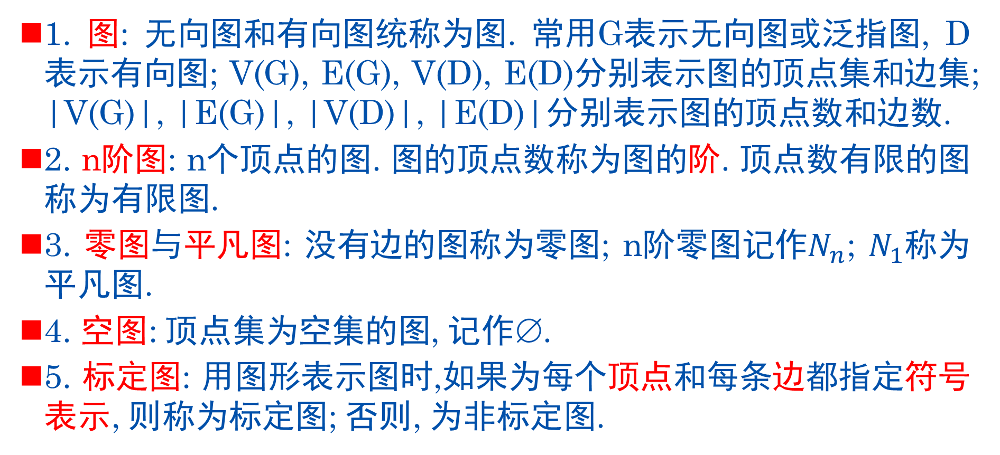 ■1. 图: 无向图和有向图统称为图. 常用G表示无向图或泛指图, D
表示有向图; V(G), E(G), V(D), E(D)分别表示图的顶点集和边集;
|V(G)|, |E(G)|, |V(D)|, |E(D)|分别表示图的顶点数和边数.
■2. n阶图: n个顶点的图. 图的顶点数称为图的阶. 顶点数有限的图
称为有限图.
■3. 零图与平凡图: 没有边的图称为零图; n阶零图记作Nₙ; N₁称为
平凡图.
■4. 空图: 顶点集为空集的图, 记作∅.
■5. 标定图: 用图形表示图时,如果为每个顶点和每条边都指定符号
表示, 则称为标定图; 否则, 为非标定图.